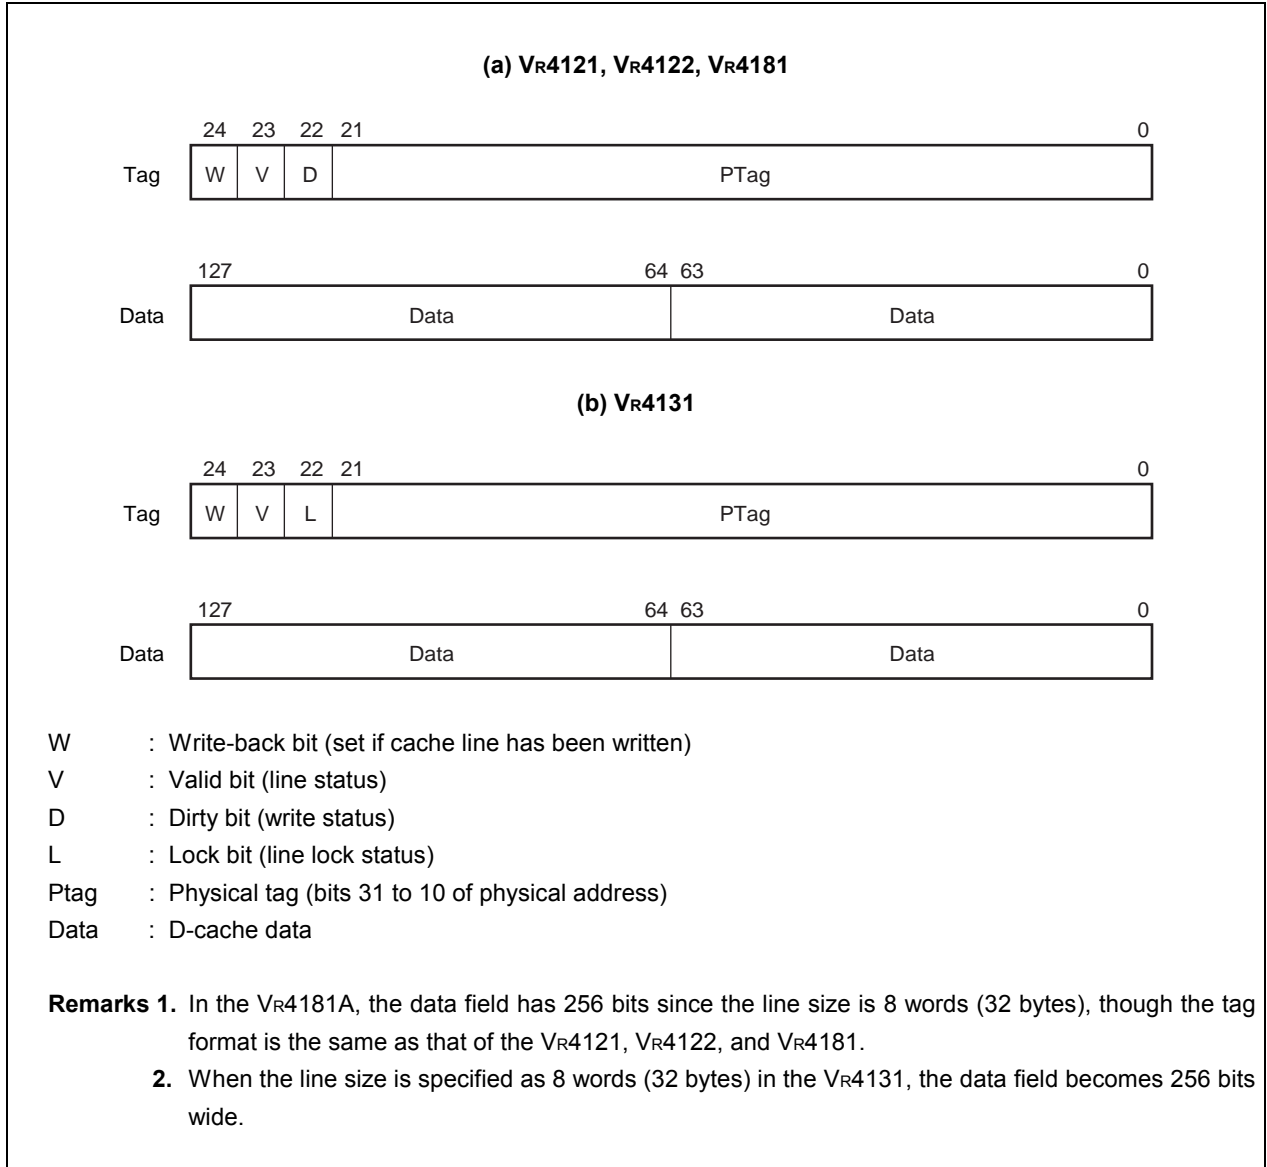 (a) VR4121, VR4122, VR4181
24 23 22 21 0
Tag W V D PTag
127 64 63 0
Data Data Data
(b) VR4131
24 23 22 21 0
Tag W V L PTag
127 64 63 0
Data Data Data
W : Write-back bit (set if cache line has been written)
V : Valid bit (line status)
D : Dirty bit (write status)
L : Lock bit (line lock status)
Ptag : Physical tag (bits 31 to 10 of physical address)
Data : D-cache data
Remarks 1. In the VR4181A, the data field has 256 bits since the line size is 8 words (32 bytes), though the tag
format is the same as that of the VR4121, VR4122, and VR4181.
2. When the line size is specified as 8 words (32 bytes) in the VR4131, the data field becomes 256 bits
wide.